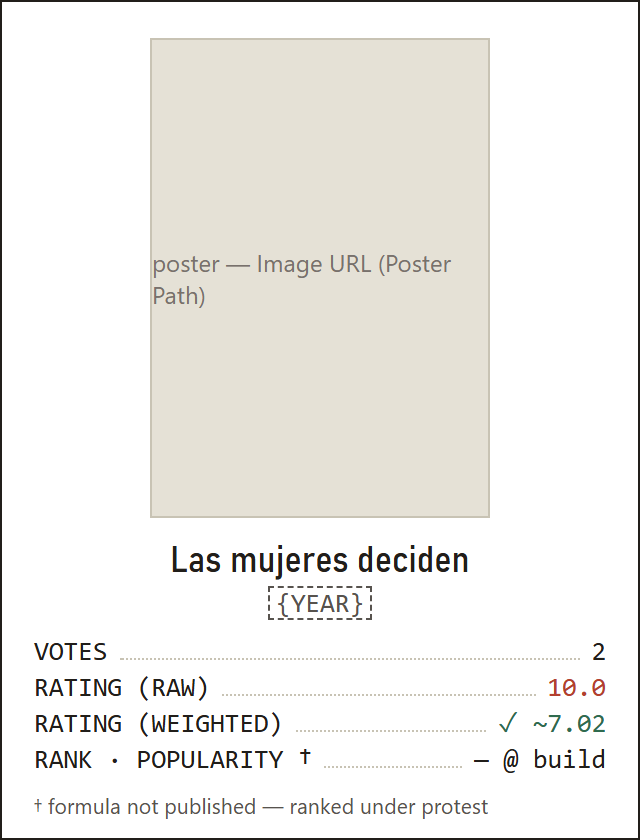 poster — Image URL (Poster
Path)
Las mujeres deciden
{YEAR}
VOTES 2
RATING (RAW) 10.0
RATING (WEIGHTED) ✓ ~7.02
RANK · POPULARITY † — @ build
† formula not published — ranked under protest